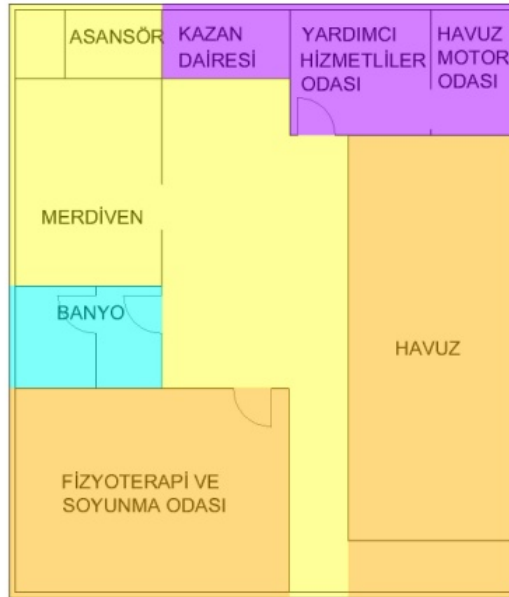 ASANSÖR
KAZAN
DAİRESİ
YARDIMCI
HİZMETLİLER
ODASI
HAVUZ
MOTOR
ODASI
MERDİVEN
BANYO
HAVUZ
FİZYOTERAPİ VE
SOYUNMA ODASI